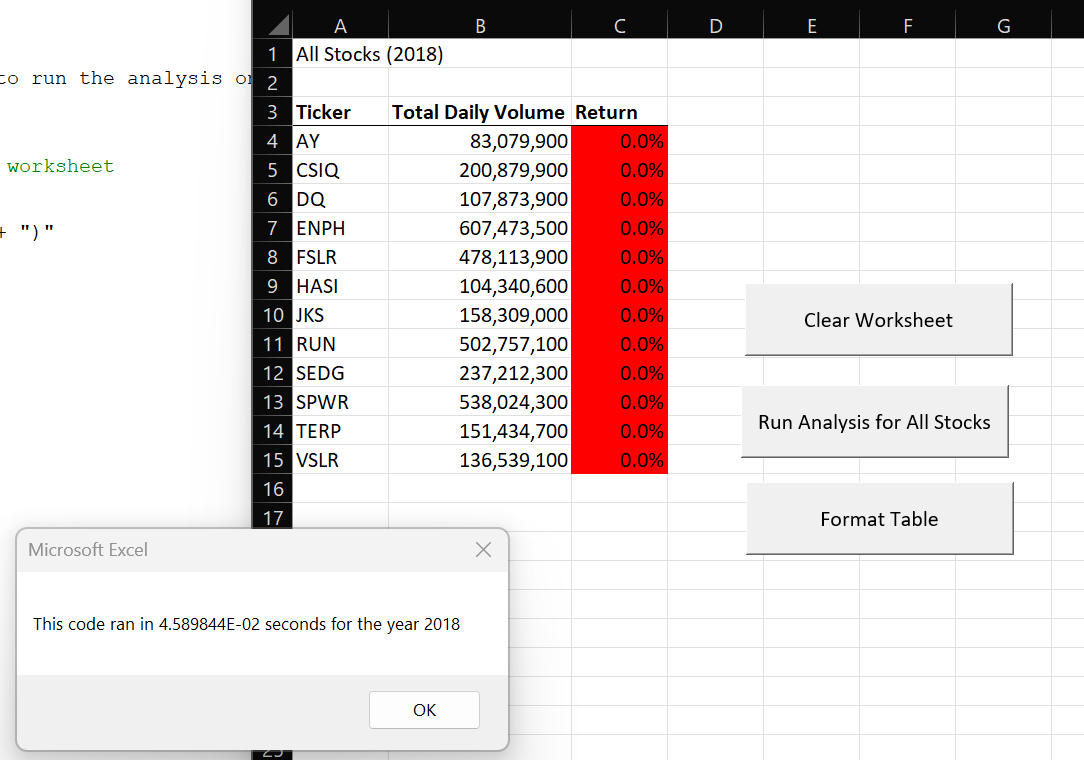 to run the analysis
worksheet
+ ")"
A B C D E F G
1 All Stocks (2018)
2
3 Ticker Total Daily Volume Return
4 AY 83,079,900 0.0%
5 CSIQ 200,879,900 0.0%
6 DQ 107,873,900 0.0%
7 ENPH 607,473,500 0.0%
8 FSLR 478,113,900 0.0%
9 HASI 104,340,600 0.0%
10 JKS 158,309,000 0.0%
11 RUN 502,757,100 0.0%
12 SEDG 237,212,300 0.0%
13 SPWR 538,024,300 0.0%
14 TERP 151,434,700 0.0%
15 VSLR 136,539,100 0.0%
16
17
Clear Worksheet
Run Analysis for All Stocks
Format Table
Microsoft Excel
This code ran in 4.589844E-02 seconds for the year 2018
OK